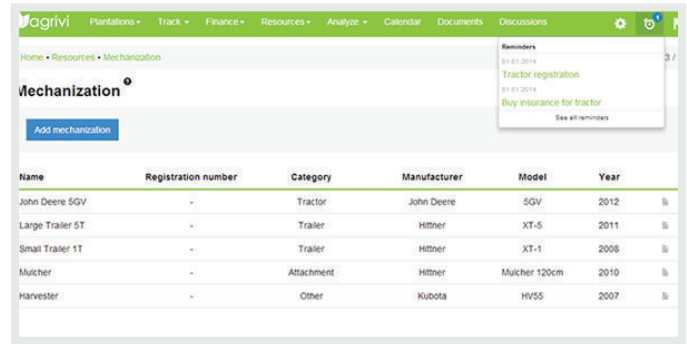 agrivi Plantations Track Finance Resources Analyze Calendar Documents Discussions 1
Home • Resources • Mechanization
3 /
Reminders
01.01.2014
Tractor registration
01.01.2014
Buy insurance for tractor
See all reminders
Mechanization
Add mechanization
Name Registration number Category Manufacturer Model Year
John Deere 5GV - Tractor John Deere 5GV 2012
Large Trailer 5T - Trailer Hittner XT-5 2011
Small Trailer 1T - Trailer Hittner XT-1 2008
Mulcher - Attachment Hittner Mulcher 120cm 2010
Harvester - Other Kubota HV55 2007